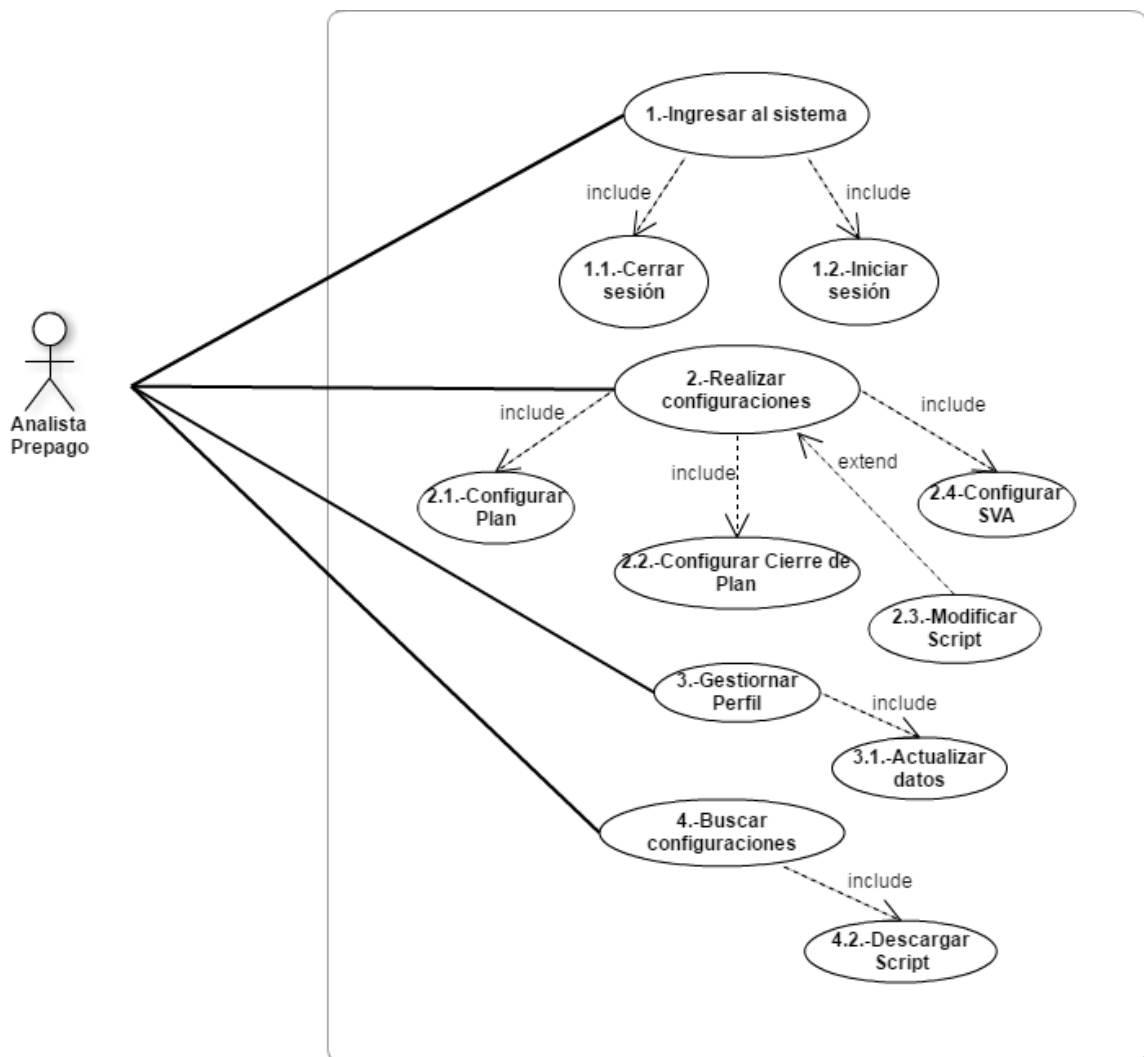 1.-Ingresar al sistema
include
include
1.1.-Cerrar
sesión
1.2.-Iniciar
sesión
Analista
Prepago
2.-Realizar
configuraciones
include
include
include
extend
2.1.-Configurar
Plan
2.4-Configurar
SVA
2.2.-Configurar Cierre de
Plan
2.3.-Modificar
Script
3.-Gestiornar
Perfil
include
3.1.-Actualizar
datos
4.-Buscar
configuraciones
include
4.2.-Descargar
Script